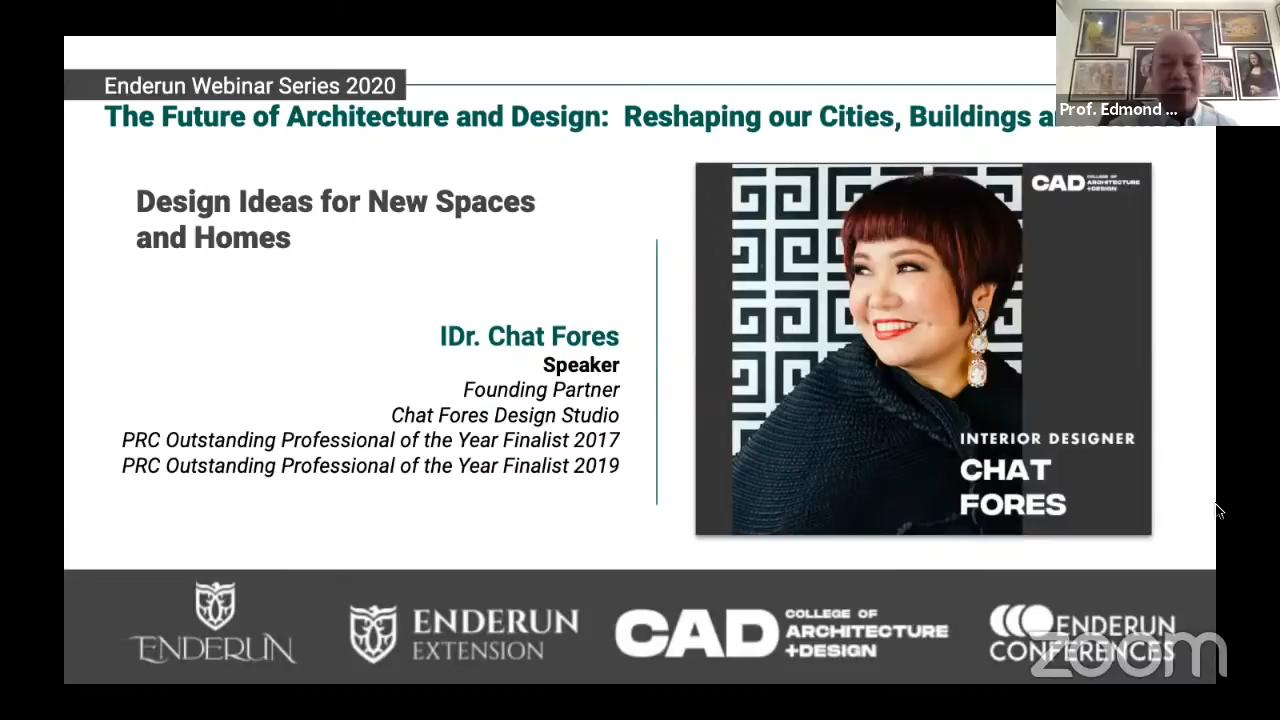 Enderun Webinar Series 2020
The Future of Architecture and Design: Reshaping our Cities, Buildings a
Prof. Edmond ...
Design Ideas for New Spaces
and Homes
IDr. Chat Fores
Speaker
Founding Partner
Chat Fores Design Studio
PRC Outstanding Professional of the Year Finalist 2017
PRC Outstanding Professional of the Year Finalist 2019
CAD COLLEGE OF
ARCHITECTURE
+DESIGN
INTERIOR DESIGNER
CHAT
FORES
ENDERUN
ENDERUN
EXTENSION
CAD COLLEGE OF
ARCHITECTURE
+DESIGN
ENDERUN
CONFERENCES
zoom